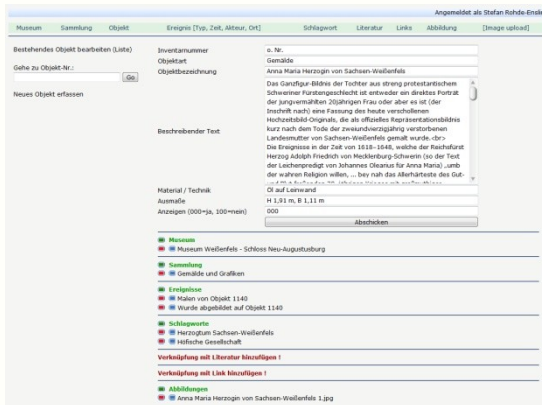 Angemeldet als Stefan Rohde-Enslin
Museum Sammlung Objekt Ereignis [Typ, Zeit, Akteur, Ort] Schlagwort Literatur Links Abbildung [Image upload]
Bestehendes Objekt bearbeiten (Liste)
Gehe zu Objekt-Nr.:
Go
Neues Objekt erfassen
Inventarnummer o. Nr.
Objektart Gemälde
Objektbezeichnung Anna Maria Herzogin von Sachsen-Weißenfels
Beschreibender Text
Das Ganzfigur-Bildnis der Tochter aus streng protestantischem
Schweriner Fürstengeschlecht ist entweder ein direktes Porträt
der jungvermählten 20jährigen Frau oder aber es ist (der
Inschrift nach) eine Fassung des heute verschollenen
Hochzeitsbild-Originals, die als offizielles Repräsentationsbildnis
kurz nach dem Tode der zweiundvierzigjährig verstorbenen
Landesmutter von Sachsen-Weißenfels gemalt wurde.<br>
Die Ereignisse in der Zeit von 1618-1648, welche der Reichsfürst
Herzog Adolph Friedrich von Mecklenburg-Schwerin (so der Text
der Leichenpredigt von Johannes Olearius für Anna Maria) „umb
der wahren Religion willen, ... bey nah das Allerhärteste des Gut-
Material / Technik Öl auf Leinwand
Ausmaße H 1,91 m, B 1,11 m
Anzeigen (000=ja, 100=nein) 000
Abschicken
Museum
Museum Weißenfels - Schloss Neu-Augustusburg
Sammlung
Gemälde und Grafiken
Ereignisse
Malen von Objekt 1140
Wurde abgebildet auf Objekt 1140
Schlagworte
Herzogtum Sachsen-Weißenfels
Höfische Gesellschaft
Verknüpfung mit Literatur hinzufügen !
Verknüpfung mit Link hinzufügen !
Abbildungen
Anna Maria Herzogin von Sachsen-Weißenfels 1.jpg